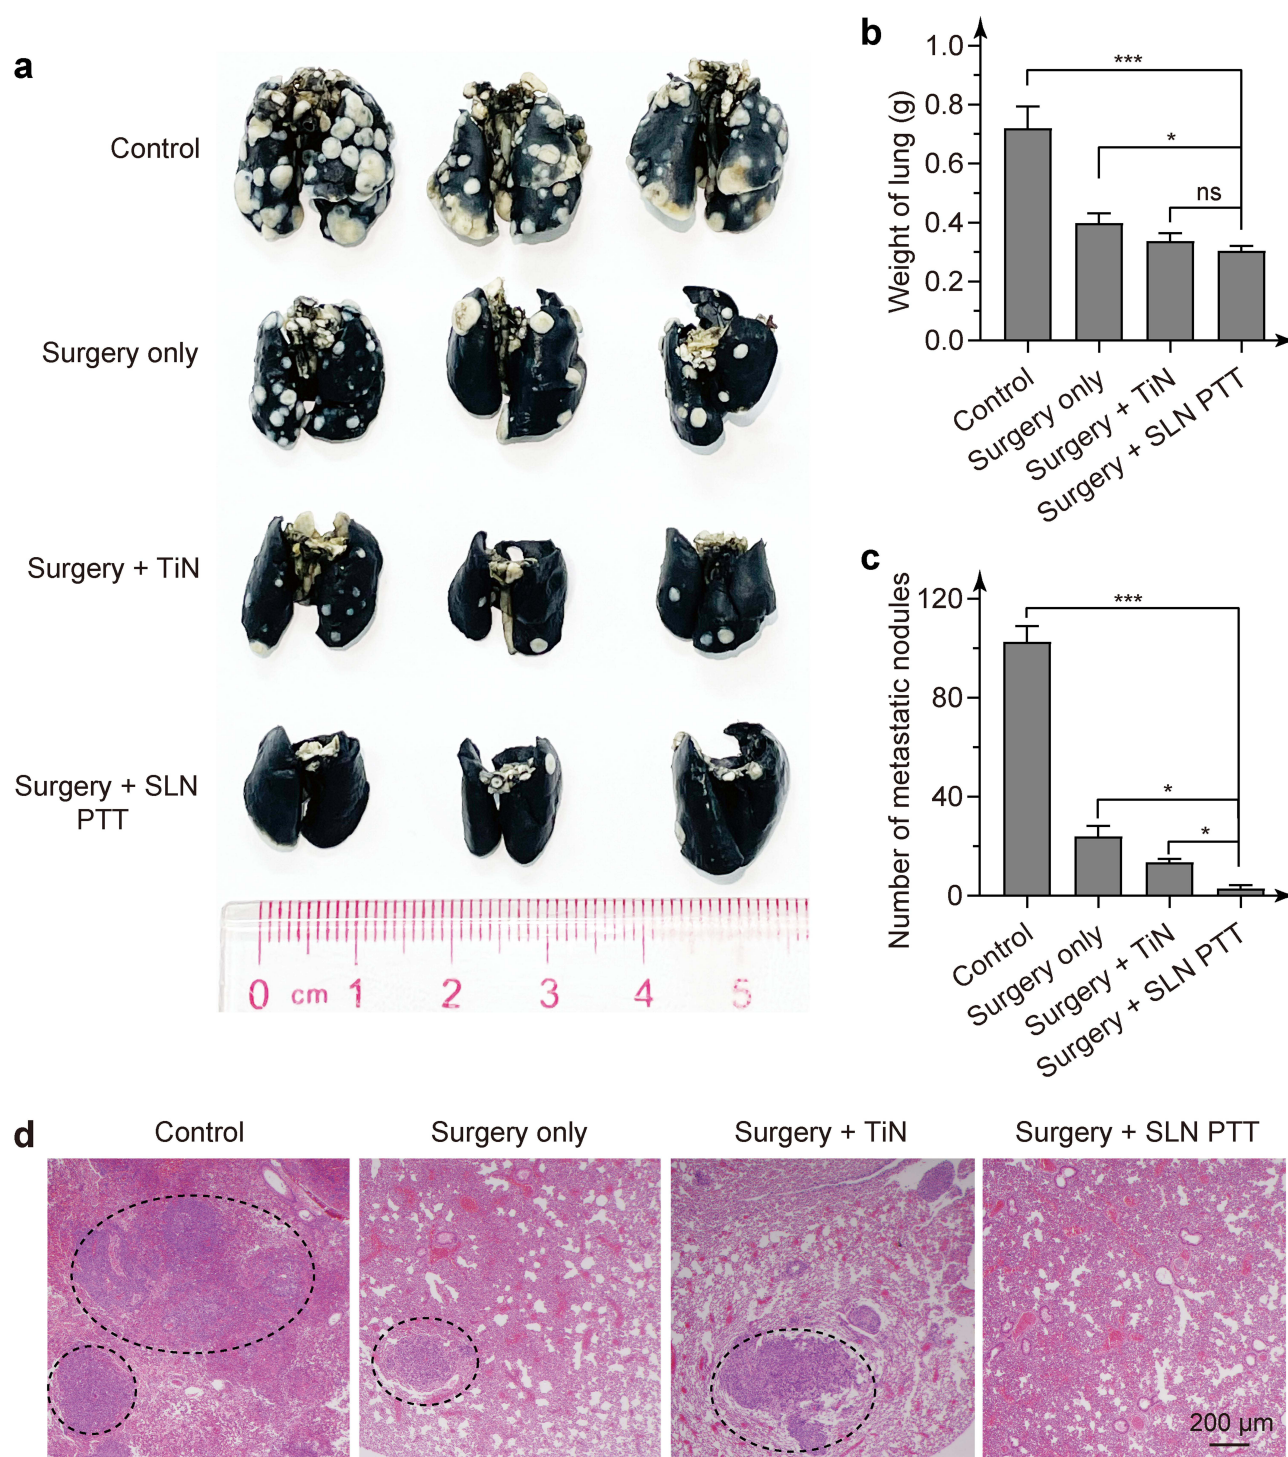 a
Control
Surgery only
Surgery + TiN
Surgery + SLN
PTT
0 cm 1 2 3 4 5
b
Weight of lung (g)
1.0
0.8
0.6
0.4
0.2
0.0
***
*
ns
Control
Surgery only
Surgery + TiN
Surgery + SLN PTT
c
Number of metastatic nodules
120
80
40
0
***
*
*
Control
Surgery only
Surgery + TiN
Surgery + SLN PTT
d
Control
Surgery only
Surgery + TiN
Surgery + SLN PTT
200 μm